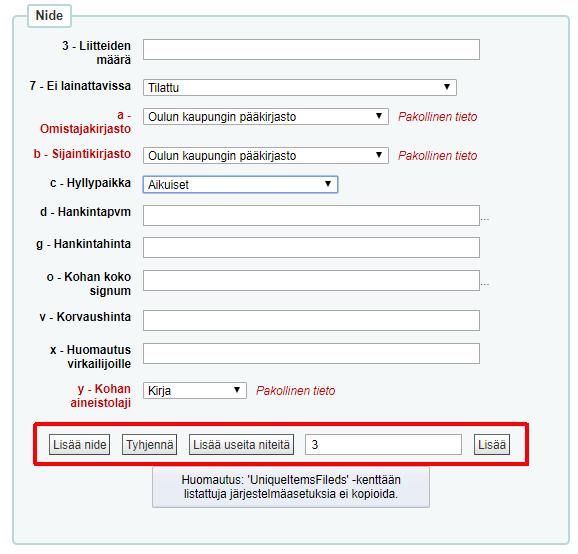 Nide
3 - Liitteiden
määrä
7 - Ei lainattavissa Tilattu
a -
Omistajakirjasto Oulun kaupungin pääkirjasto Pakollinen tieto
b - Sijaintikirjasto Oulun kaupungin pääkirjasto Pakollinen tieto
c - Hyllypaikka Aikuiset
d - Hankintapvm ...
g - Hankintahinta
o - Kohan koko
signum ...
v - Korvaushinta
x - Huomautus
virkailijoille
y - Kohan
aineistolaji Kirja Pakollinen tieto
Lisää nide Tyhjennä Lisää useita niteitä 3 Lisää
Huomautus: 'UniqueItemsFileds' -kenttään
listattuja järjestelmäasetuksia ei kopioida.